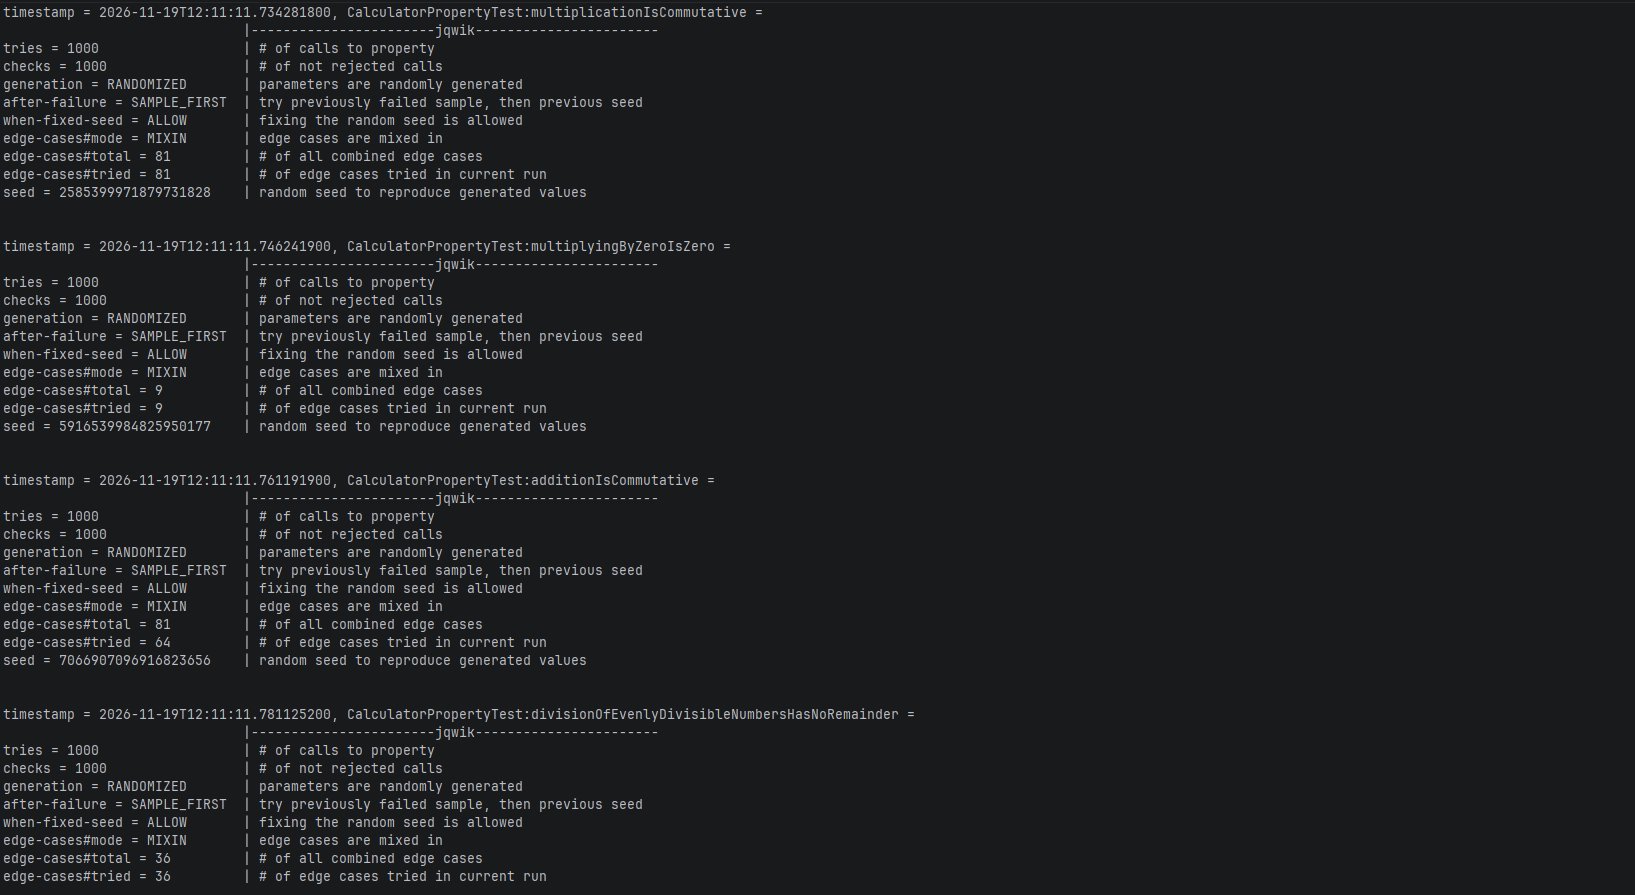 timestamp = 2026-11-19T12:11:11.734281800, CalculatorPropertyTest:multiplicationIsCommutative =
                              |-----------------------jqwik-----------------------
tries = 1000                  | # of calls to property
checks = 1000                 | # of not rejected calls
generation = RANDOMIZED       | parameters are randomly generated
after-failure = SAMPLE_FIRST  | try previously failed sample, then previous seed
when-fixed-seed = ALLOW       | fixing the random seed is allowed
edge-cases#mode = MIXIN       | edge cases are mixed in
edge-cases#total = 81         | # of all combined edge cases
edge-cases#tried = 81         | # of edge cases tried in current run
seed = 2585399971879731828    | random seed to reproduce generated values

timestamp = 2026-11-19T12:11:11.746241900, CalculatorPropertyTest:multiplyingByZeroIsZero =
                              |-----------------------jqwik-----------------------
tries = 1000                  | # of calls to property
checks = 1000                 | # of not rejected calls
generation = RANDOMIZED       | parameters are randomly generated
after-failure = SAMPLE_FIRST  | try previously failed sample, then previous seed
when-fixed-seed = ALLOW       | fixing the random seed is allowed
edge-cases#mode = MIXIN       | edge cases are mixed in
edge-cases#total = 9          | # of all combined edge cases
edge-cases#tried = 9          | # of edge cases tried in current run
seed = 5916539984825950177    | random seed to reproduce generated values

timestamp = 2026-11-19T12:11:11.761191900, CalculatorPropertyTest:additionIsCommutative =
                              |-----------------------jqwik-----------------------
tries = 1000                  | # of calls to property
checks = 1000                 | # of not rejected calls
generation = RANDOMIZED       | parameters are randomly generated
after-failure = SAMPLE_FIRST  | try previously failed sample, then previous seed
when-fixed-seed = ALLOW       | fixing the random seed is allowed
edge-cases#mode = MIXIN       | edge cases are mixed in
edge-cases#total = 81         | # of all combined edge cases
edge-cases#tried = 64         | # of edge cases tried in current run
seed = 7066907096916823656    | random seed to reproduce generated values

timestamp = 2026-11-19T12:11:11.781125200, CalculatorPropertyTest:divisionOfEvenlyDivisibleNumbersHasNoRemainder =
                              |-----------------------jqwik-----------------------
tries = 1000                  | # of calls to property
checks = 1000                 | # of not rejected calls
generation = RANDOMIZED       | parameters are randomly generated
after-failure = SAMPLE_FIRST  | try previously failed sample, then previous seed
when-fixed-seed = ALLOW       | fixing the random seed is allowed
edge-cases#mode = MIXIN       | edge cases are mixed in
edge-cases#total = 36         | # of all combined edge cases
edge-cases#tried = 36         | # of edge cases tried in current run